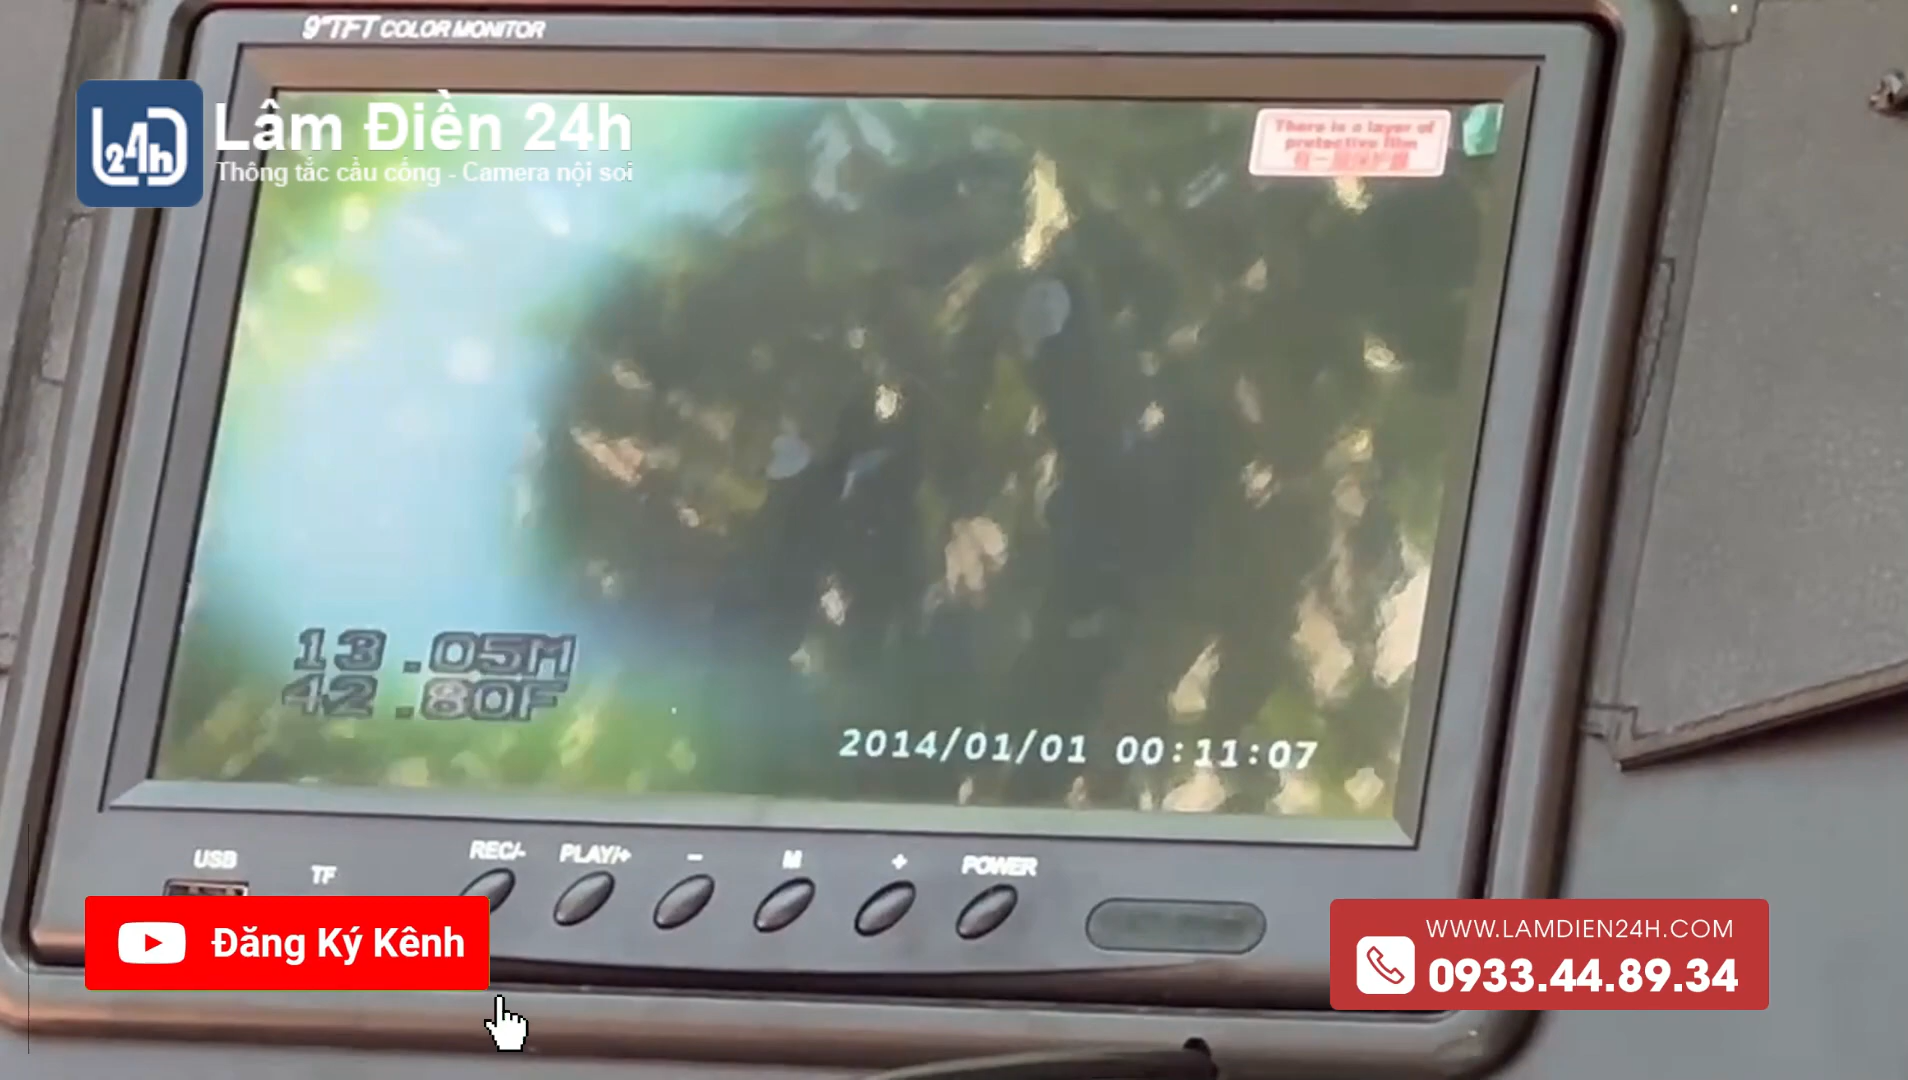 9"TFT COLOR MONITOR
24h
Lâm Điền 24h
Thông tắc cầu cống - Camera nội soi
There is a layer of
protective film
13.05M
42.80F
2014/01/01 00:11:07
USB
TF
REC/-
PLAY/+
-
M
+
POWER
Đăng Ký Kênh
WWW.LAMDIEN24H.COM
0933.44.89.34